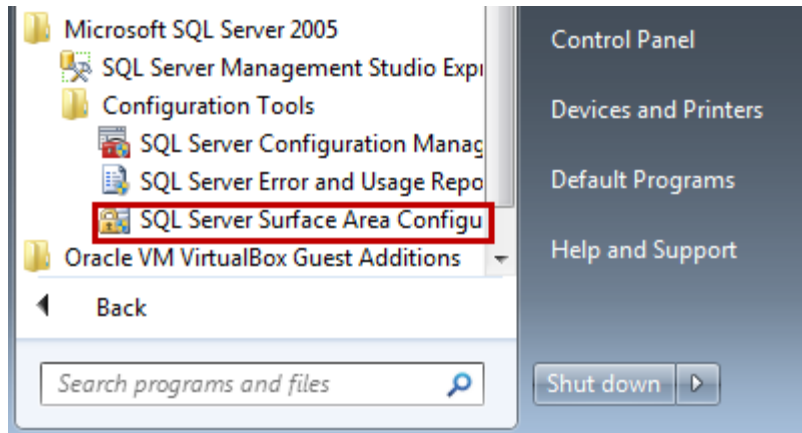 Microsoft SQL Server 2005
SQL Server Management Studio Expr
Configuration Tools
SQL Server Configuration Manag
SQL Server Error and Usage Repo
SQL Server Surface Area Configu
Oracle VM VirtualBox Guest Additions
Back
Search programs and files
Control Panel
Devices and Printers
Default Programs
Help and Support
Shut down